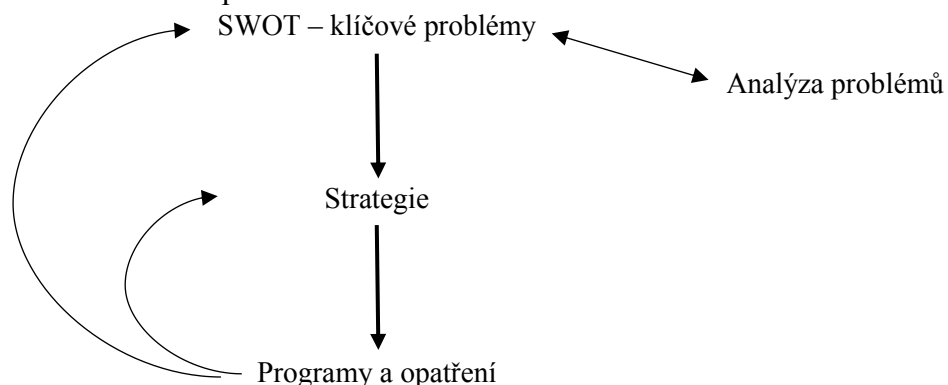 SWOT – klíčové problémy
Analýza problémů
Strategie
Programy a opatření